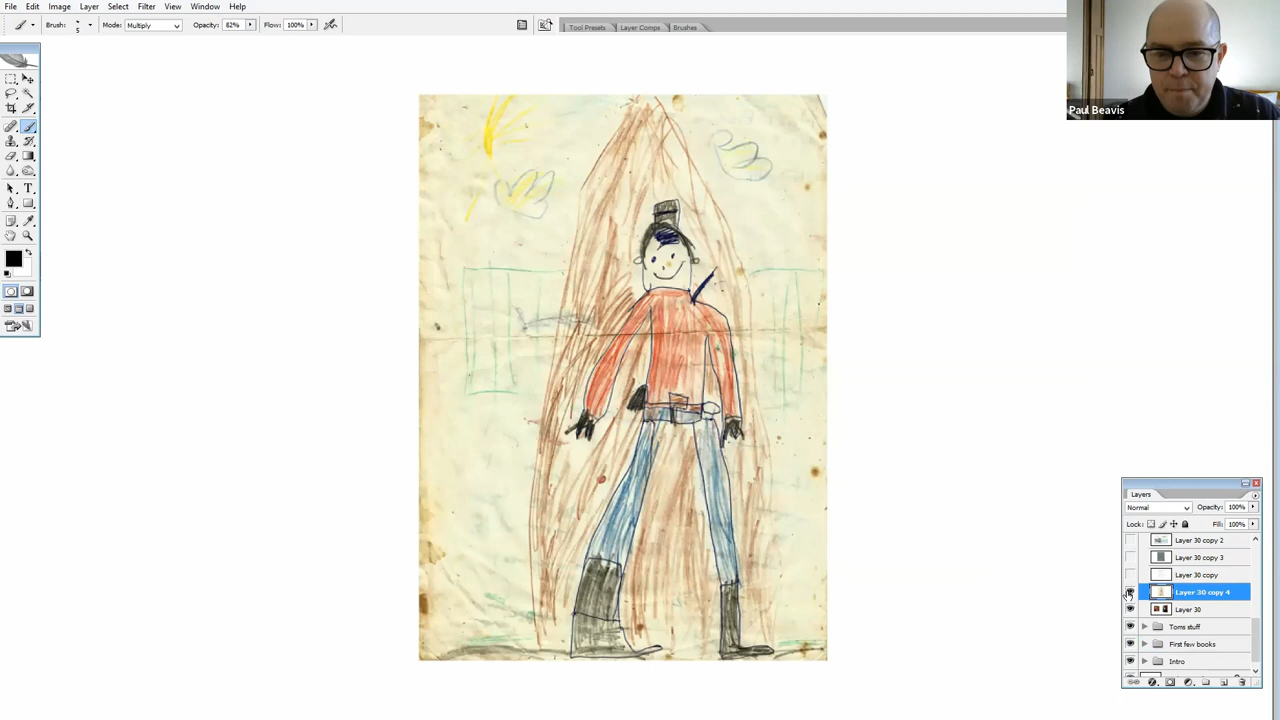 File Edit Image Layer Select Filter View Window Help
Brush: 5 Mode: Multiply Opacity: 82% Flow: 100% Tool Presets Layer Comps Brushes
Paul Beavis
Layers
Normal Opacity: 100%
Lock: Fill: 100%
Layer 30 copy 2
Layer 30 copy 3
Layer 30 copy
Layer 30 copy 4
Layer 30
Toms stuff
First few books
Intro